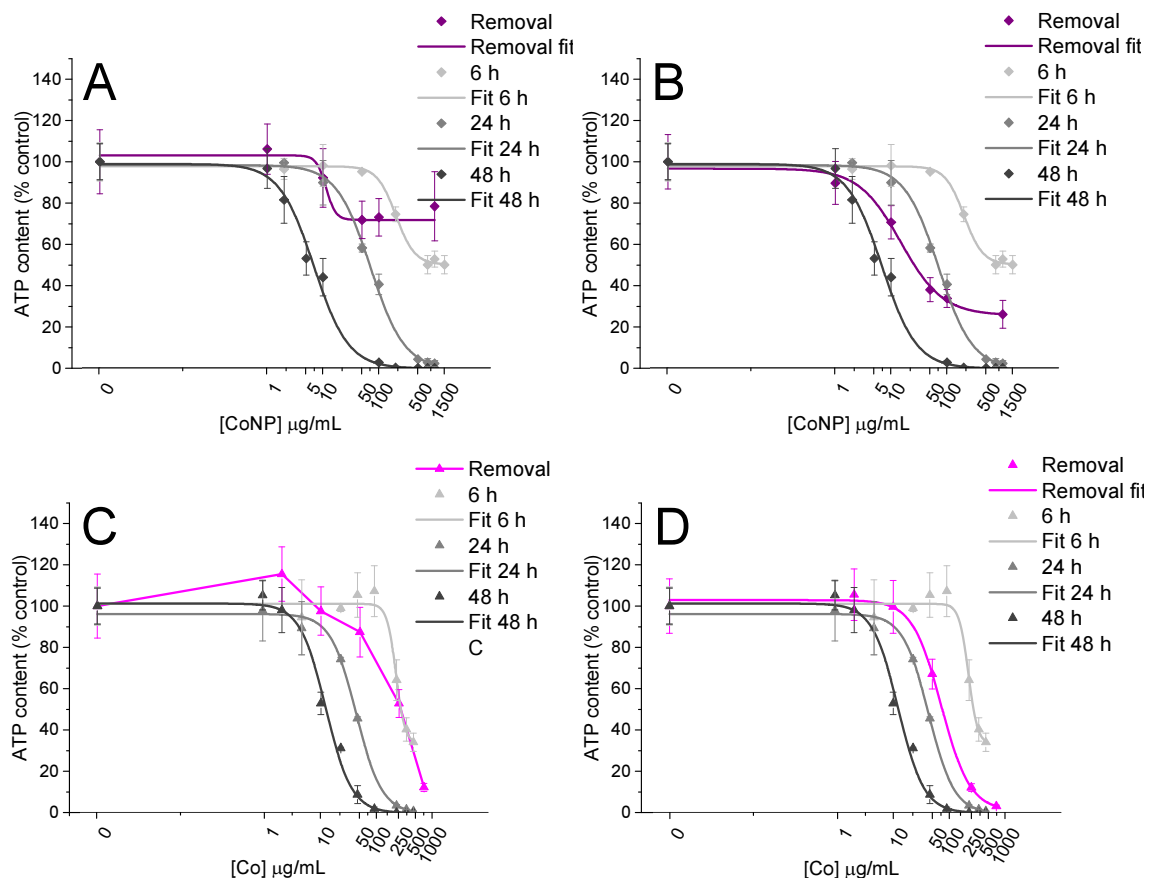 A
Removal
Removal fit
6 h
Fit 6 h
24 h
Fit 24 h
48 h
Fit 48 h
ATP content (% control)
140
120
100
80
60
40
20
0
0 1 5 10 50 100 500 1500
[CoNP] µg/mL
B
Removal
Removal fit
6 h
Fit 6 h
24 h
Fit 24 h
48 h
Fit 48 h
ATP content (% control)
140
120
100
80
60
40
20
0
0 1 5 10 50 100 500 1500
[CoNP] µg/mL
C
Removal
6 h
Fit 6 h
24 h
Fit 24 h
48 h
Fit 48 h
C
ATP content (% control)
140
120
100
80
60
40
20
0
0 1 10 50 100 250 500 1000
[Co] µg/mL
D
Removal
Removal fit
6 h
Fit 6 h
24 h
Fit 24 h
48 h
Fit 48 h
ATP content (% control)
140
120
100
80
60
40
20
0
0 1 10 50 100 250 500 1000
[Co] µg/mL